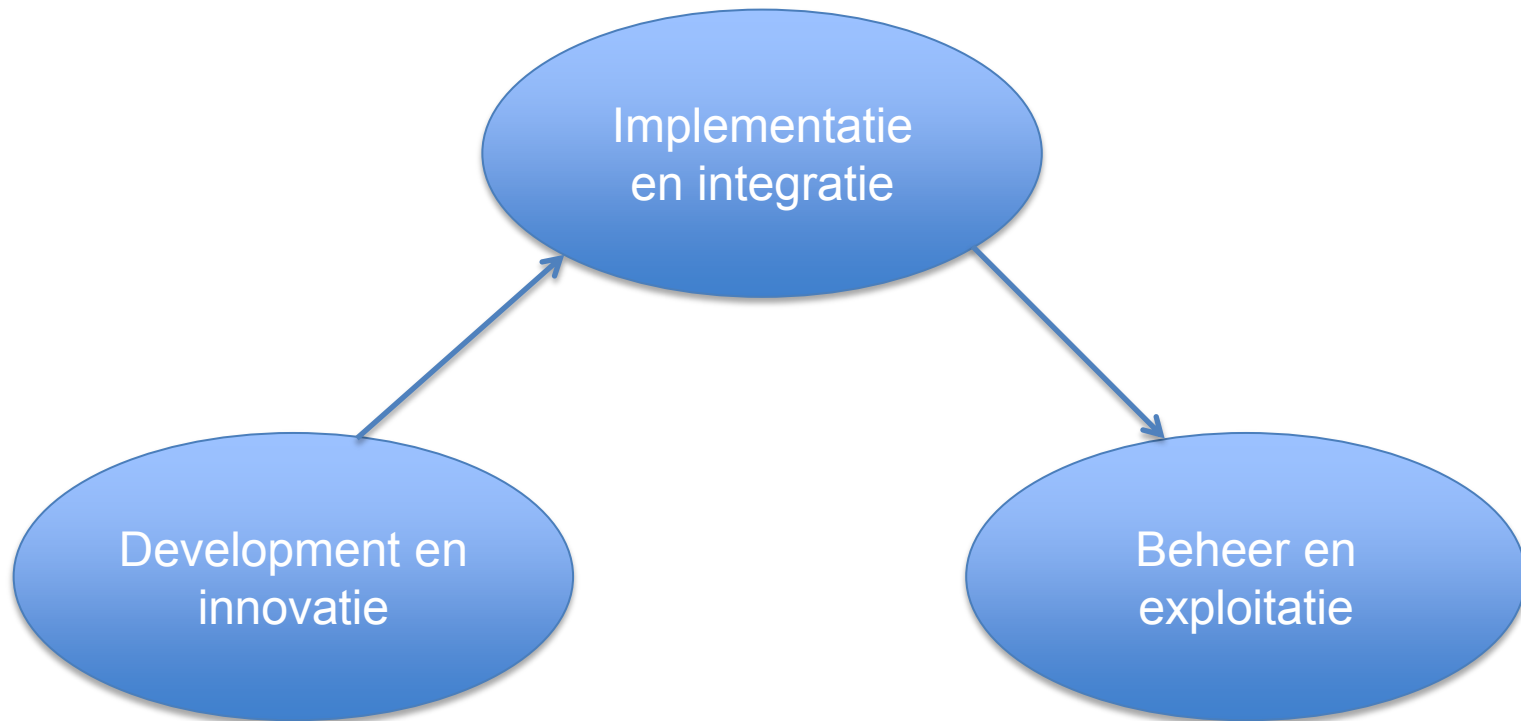 Implementatie
en integratie
Development en
innovatie
Beheer en
exploitatie